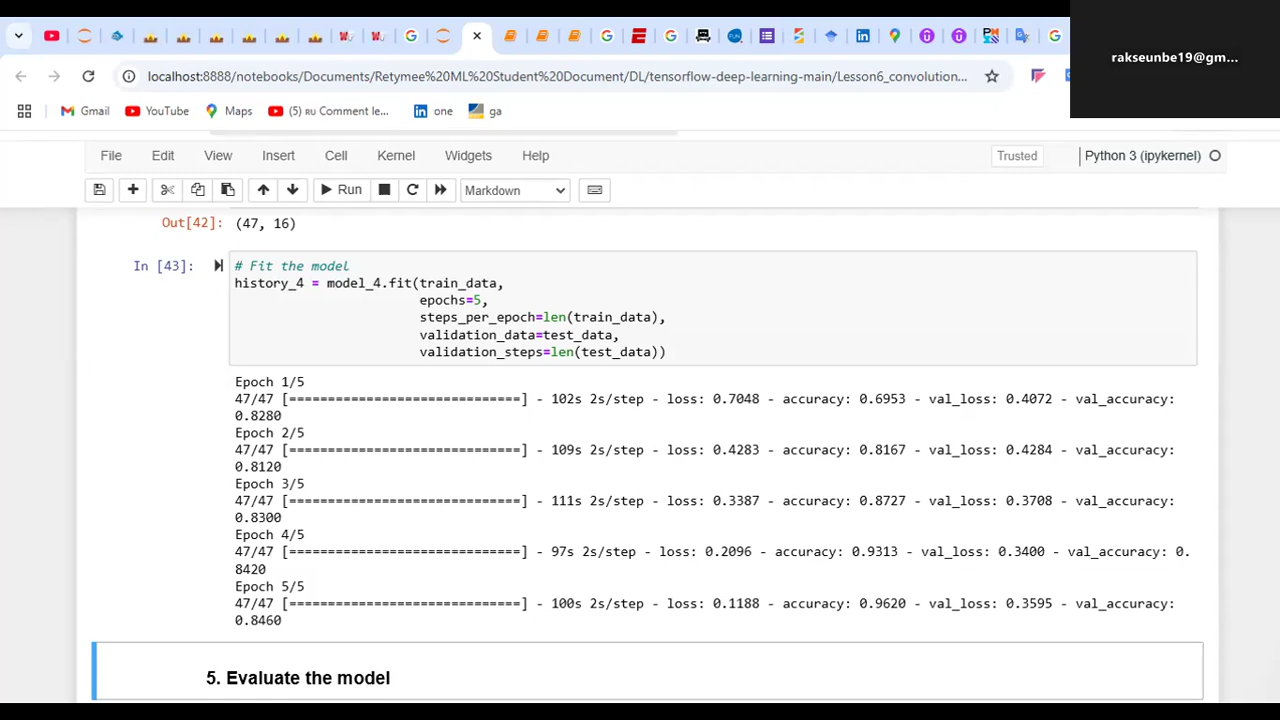 rakseunbe19@gm...
localhost:8888/notebooks/Documents/Retymee%20ML%20Student%20Document/DL/tensorflow-deep-learning-main/Lesson6_convolution...
Gmail YouTube Maps (5) ฅu Comment le... one ga
File Edit View Insert Cell Kernel Widgets Help Trusted Python 3 (ipykernel)
Run Markdown
Out[42]: (47, 16)
In [43]: # Fit the model
history_4 = model_4.fit(train_data,
epochs=5,
steps_per_epoch=len(train_data),
validation_data=test_data,
validation_steps=len(test_data))
Epoch 1/5
47/47 [==============================] - 102s 2s/step - loss: 0.7048 - accuracy: 0.6953 - val_loss: 0.4072 - val_accuracy:
0.8280
Epoch 2/5
47/47 [==============================] - 109s 2s/step - loss: 0.4283 - accuracy: 0.8167 - val_loss: 0.4284 - val_accuracy:
0.8120
Epoch 3/5
47/47 [==============================] - 111s 2s/step - loss: 0.3387 - accuracy: 0.8727 - val_loss: 0.3708 - val_accuracy:
0.8300
Epoch 4/5
47/47 [==============================] - 97s 2s/step - loss: 0.2096 - accuracy: 0.9313 - val_loss: 0.3400 - val_accuracy: 0.
8420
Epoch 5/5
47/47 [==============================] - 100s 2s/step - loss: 0.1188 - accuracy: 0.9620 - val_loss: 0.3595 - val_accuracy:
0.8460
5. Evaluate the model